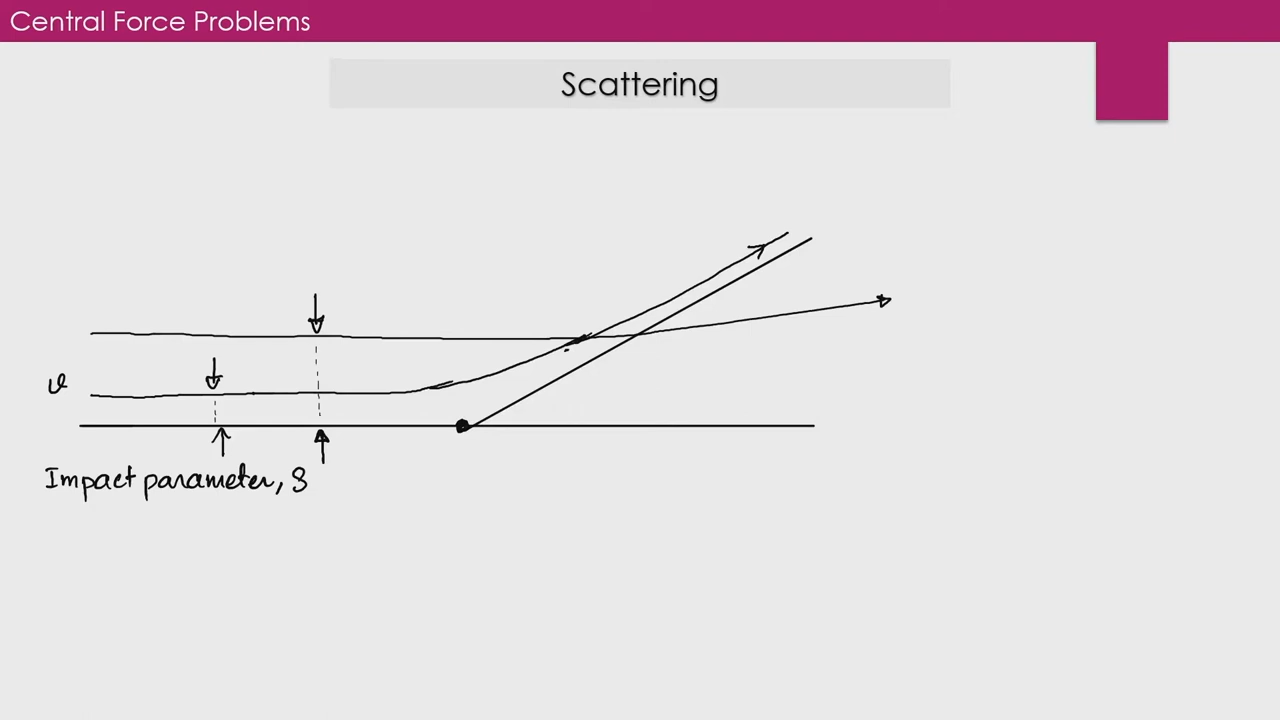 Central Force Problems
Scattering
v
Impact parameter, s